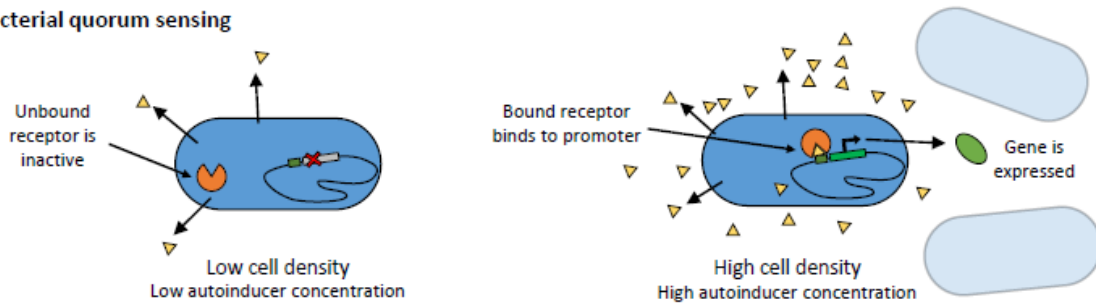 cterial quorum sensing
Unbound
receptor is
inactive
Low cell density
Low autoinducer concentration
Bound receptor
binds to promoter
Gene is
expressed
High cell density
High autoinducer concentration